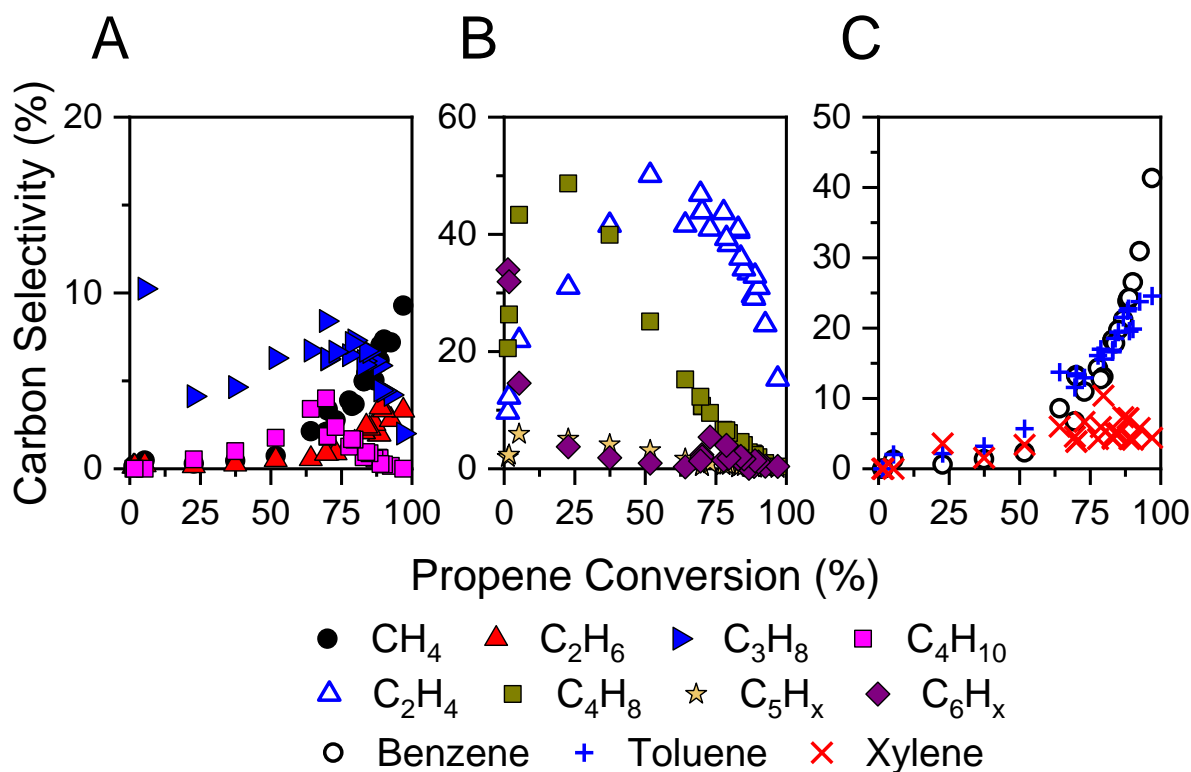 A B C
Carbon Selectivity (%)
20
10
0
0 25 50 75 100
60
40
20
0
0 25 50 75 100
50
40
30
20
10
0
0 25 50 75 100
Propene Conversion (%)
CH₄ C₂H₆ C₃H₈ C₄H₁₀
C₂H₄ C₄H₈ C₅Hₓ C₆Hₓ
Benzene Toluene Xylene